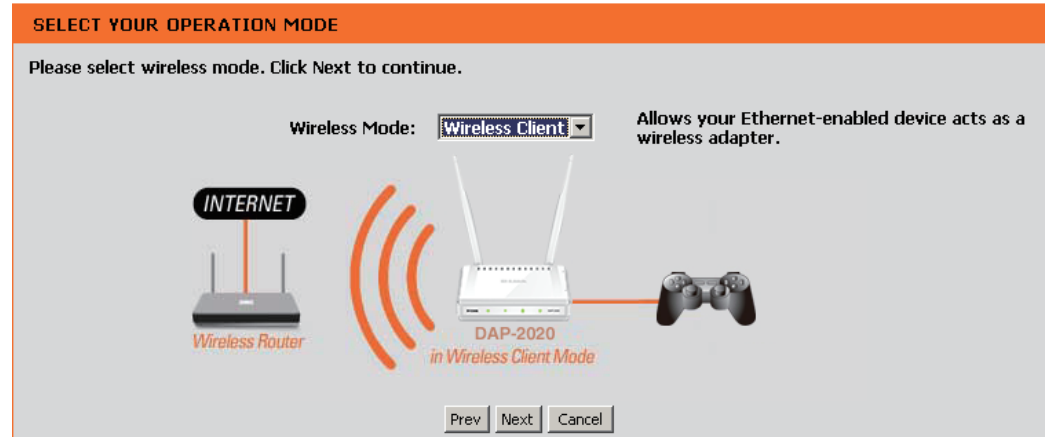 SELECT YOUR OPERATION MODE
Please select wireless mode. Click Next to continue.
Wireless Mode: Wireless Client
Allows your Ethernet-enabled device acts as a
wireless adapter.
INTERNET
Wireless Router
DAP-2020
in Wireless Client Mode
Prev Next Cancel